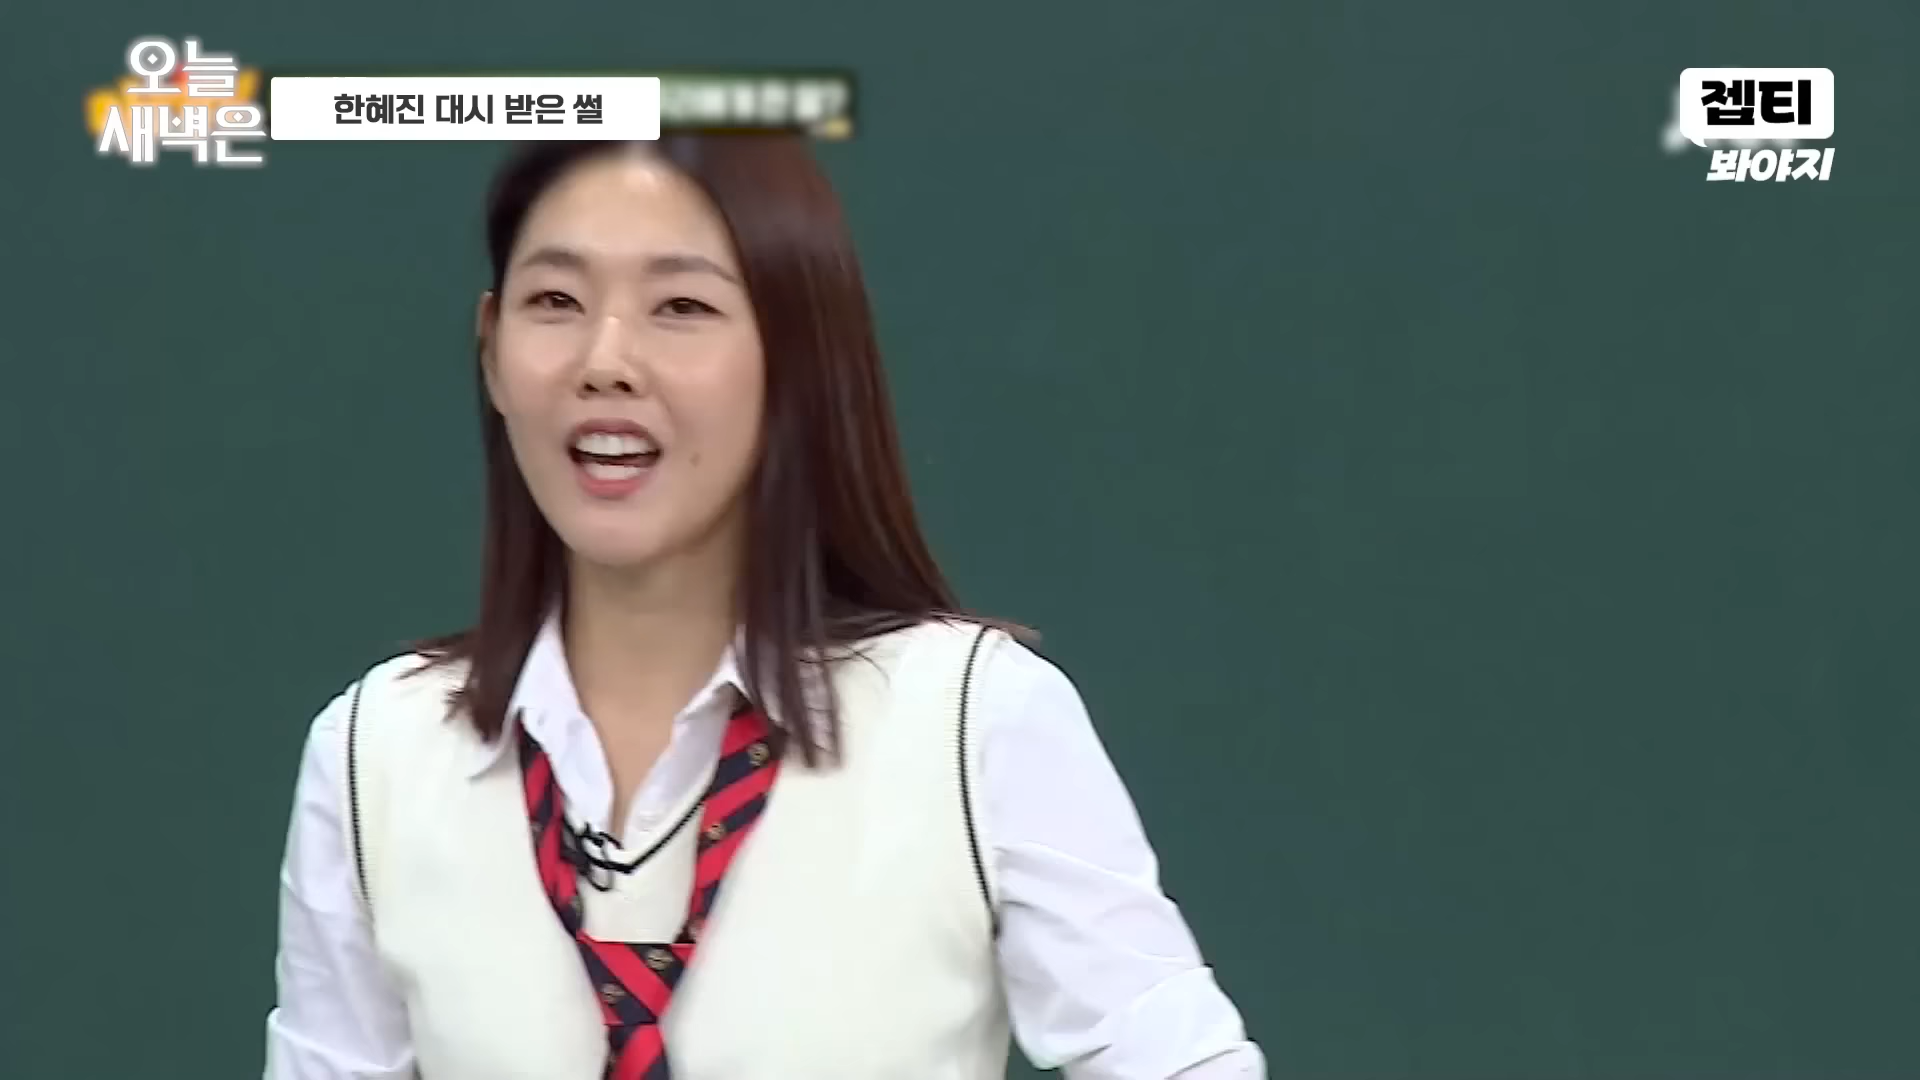 오늘
새벽은
한혜진 대시 받은 썰
젭티
봐야지